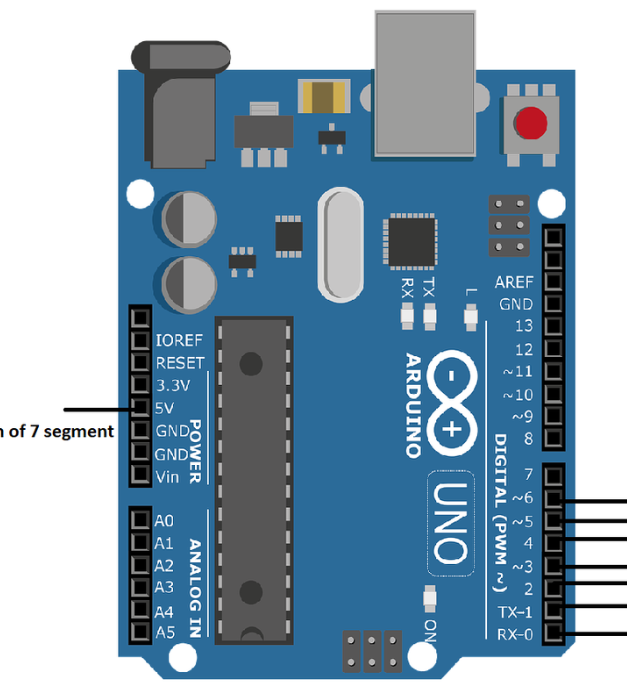 RX
TX
L
AREF
GND
13
12
~11
~10
~9
8
7
~6
~5
4
~3
2
TX-1
RX-0
DIGITAL (PWM ~)
ARDUINO
- +
UNO
ON
IOREF
RESET
3.3V
5V
GND
GND
Vin
POWER
A0
A1
A2
A3
A4
A5
ANALOG IN
n of 7 segment